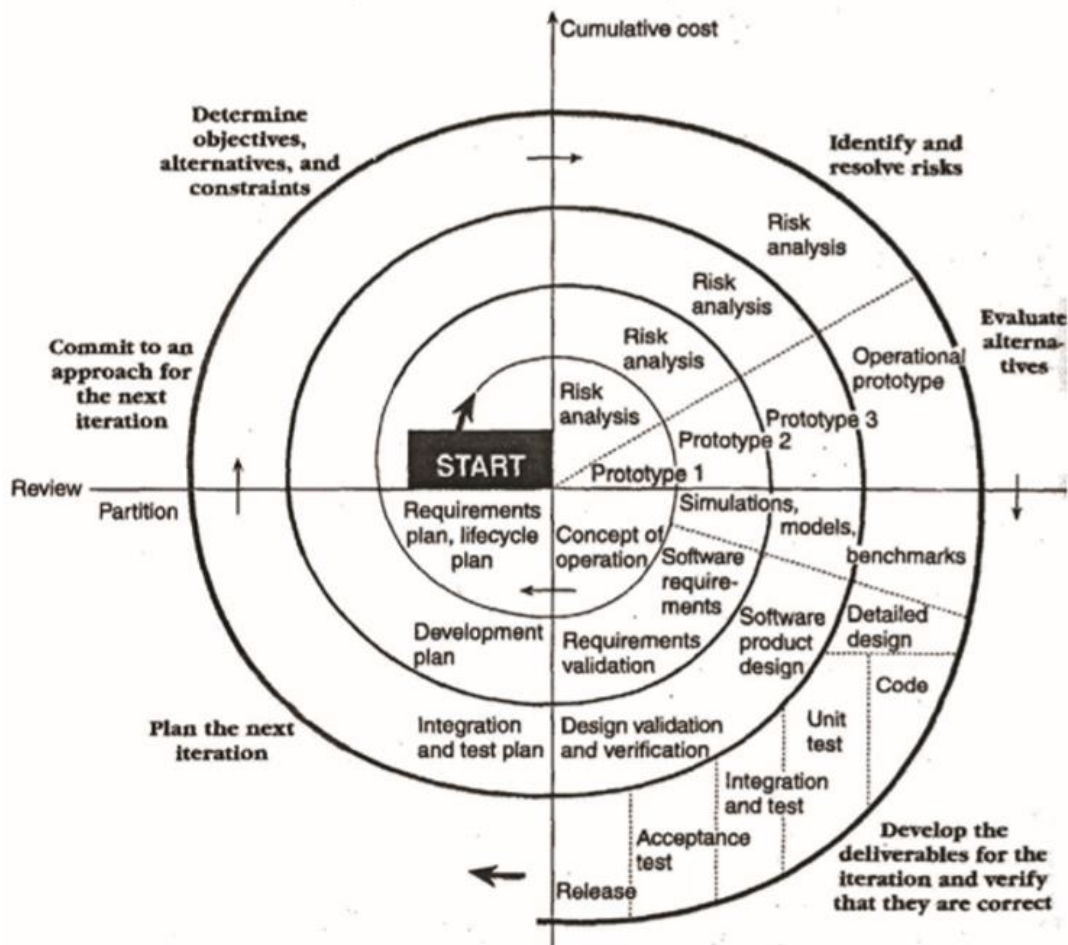 Cumulative cost
Determine
objectives,
alternatives, and
constraints
Identify and
resolve risks
Risk
analysis
Risk
analysis
Risk
analysis
Risk
analysis
Evaluate
alterna-
tives
Commit to an
approach for
the next
iteration
Operational
prototype
Prototype 3
Prototype 2
Prototype 1
START
Review
Partition
Requirements
plan, lifecycle
plan
Concept of
operation
Simulations,
models,
benchmarks
Software
require-
ments
Software
product
design
Detailed
design
Development
plan
Requirements
validation
Code
Plan the next
iteration
Integration
and test plan
Design validation
and verification
Unit
test
Integration
and test
Acceptance
test
Release
Develop the
deliverables for the
iteration and verify
that they are correct